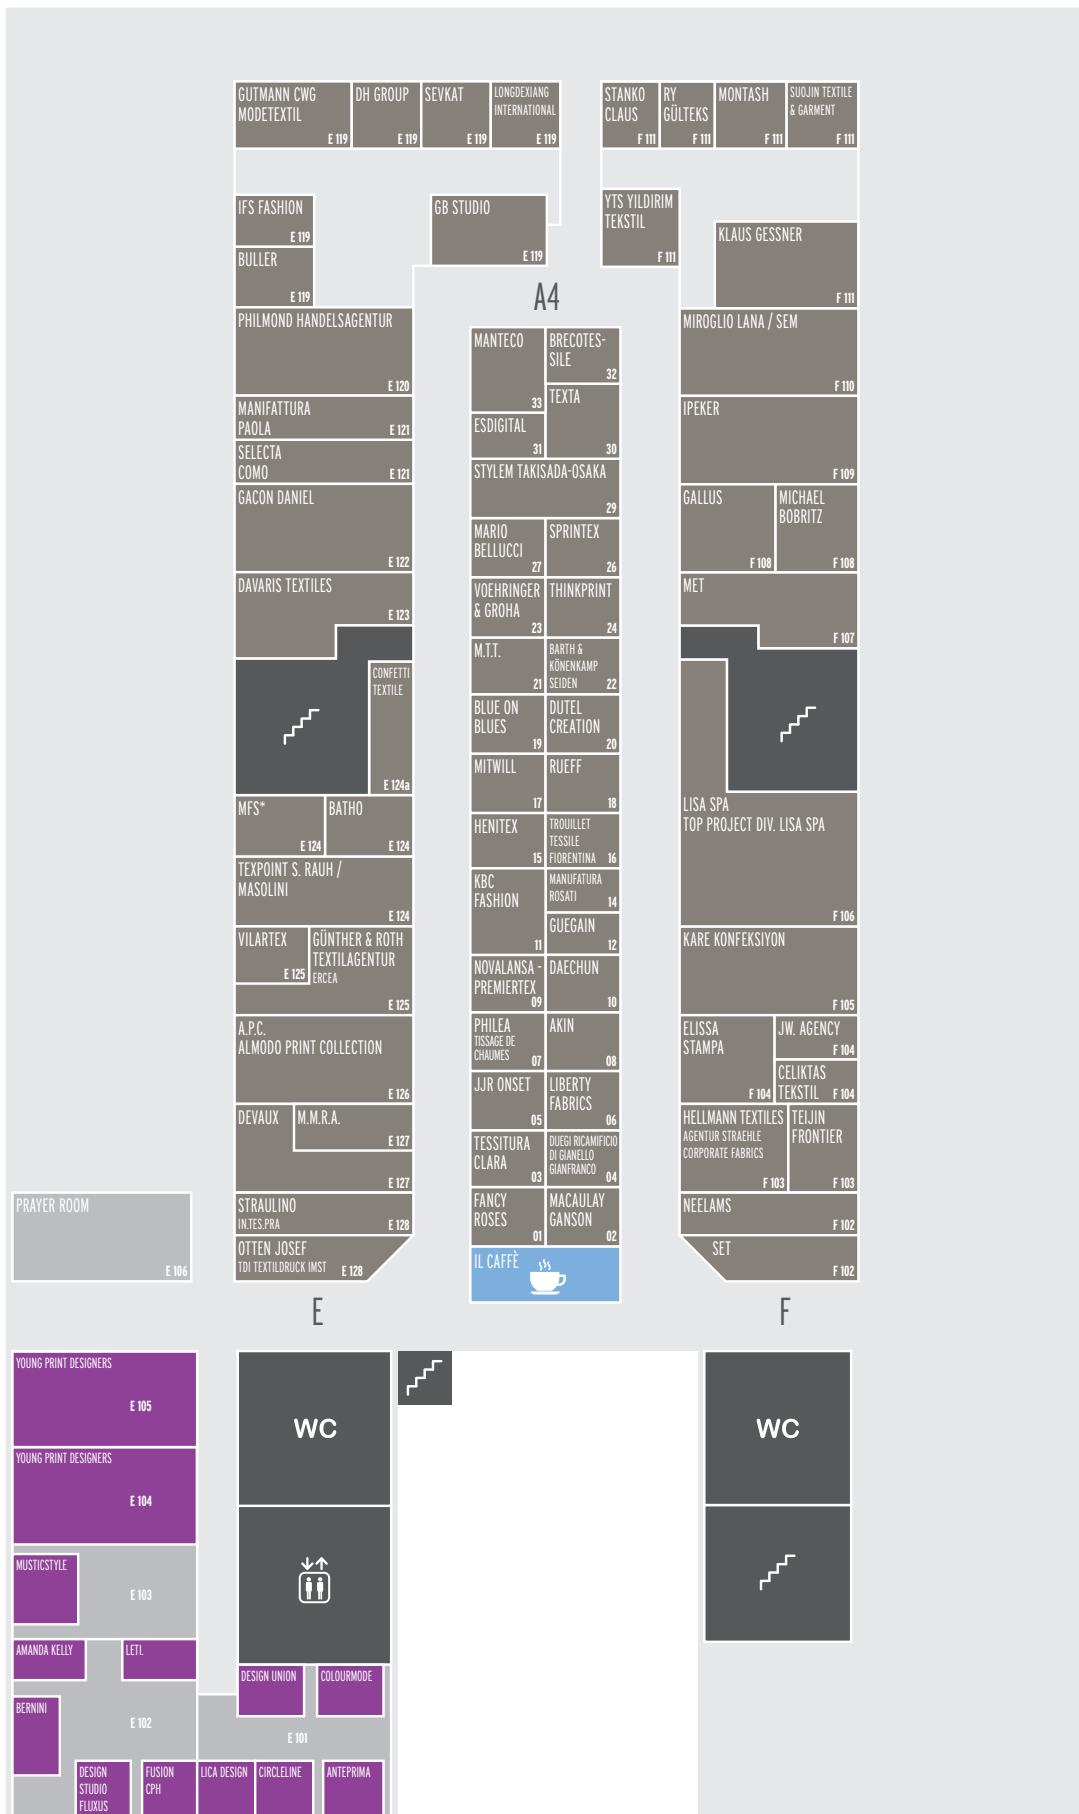 GUTMANN CWG
MODETEXTIL
E 119
DH GROUP
E 119
SEVKAT
E 119
LONGDEXIANG
INTERNATIONAL
E 119
STANKO
CLAUS
F 111
RY
GÜLTEKS
F 111
MONTASH
F 111
SUOJIN TEXTILE
& GARMENT
F 111
IFS FASHION
E 119
BULLER
E 119
GB STUDIO
E 119
YTS YILDIRIM
TEKSTIL
F 111
KLAUS GESSNER
F 111
A4
PHILMOND HANDELSAGENTUR
E 120
MANIFATTURA
PAOLA
E 121
SELECTA
COMO
E 121
GACON DANIEL
E 122
DAVARIS TEXTILES
E 123
CONFETTI
TEXTILE
E 124a
MFS*
E 124
BATHO
E 124
TEXPOINT S. RAUH /
MASOLINI
E 124
VILARTEX
E 125
GÜNTHER & ROTH
TEXTILAGENTUR
ERCEA
E 125
A.P.C.
ALMODO PRINT COLLECTION
E 126
DEVAUX
M.M.R.A.
E 127
E 127
STRAULINO
IN.TES.PRA
E 128
OTTEN JOSEF
TDI TEXTILDRUCK IMST
E 128
E
MANTECO
33
BRECOTES-
SILE
32
TEXTA
30
ESDIGITAL
31
STYLEM TAKISADA-OSAKA
29
MARIO
BELLUCCI
27
SPRINTEX
26
VOEHRINGER
& GROHA
23
THINKPRINT
24
M.T.T.
21
BARTH &
KÖNENKAMP
SEIDEN
22
BLUE ON
BLUES
19
DUTEL
CREATION
20
MITWILL
17
RUEFF
18
HENITEX
15
TROUILLET
TESSILE
FIORENTINA
16
KBC
FASHION
11
MANUFATURA
ROSATI
14
GUEGAIN
12
NOVALANSA -
PREMIERTEX
09
DAECHUN
10
PHILEA
TISSAGE DE
CHAUMES
07
AKIN
08
JJR ONSET
05
LIBERTY
FABRICS
06
TESSITURA
CLARA
03
DUEGI RICAMIFICIO
DI GIANELLO
GIANFRANCO
04
FANCY
ROSES
01
MACAULAY
GANSON
02
IL CAFFÈ
MIROGLIO LANA / SEM
F 110
IPEKER
F 109
GALLUS
F 108
MICHAEL
BOBRITZ
F 108
MET
F 107
LISA SPA
TOP PROJECT DIV. LISA SPA
F 106
KARE KONFEKSIYON
F 105
ELISSA
STAMPA
F 104
JW. AGENCY
F 104
CELIKTAS
TEKSTIL
F 104
HELLMANN TEXTILES
AGENTUR STRAEHLE
CORPORATE FABRICS
F 103
TEIJIN
FRONTIER
F 103
NEELAMS
F 102
SET
F 102
F
PRAYER ROOM
E 106
YOUNG PRINT DESIGNERS
E 105
YOUNG PRINT DESIGNERS
E 104
MUSTICSTYLE
E 103
AMANDA KELLY
LETI.
BERNINI
E 102
DESIGN
STUDIO
FLUXUS
FUSION
CPH
WC
DESIGN UNION
COLOURMODE
E 101
LICA DESIGN
CIRCLELINE
ANTEPRIMA
WC